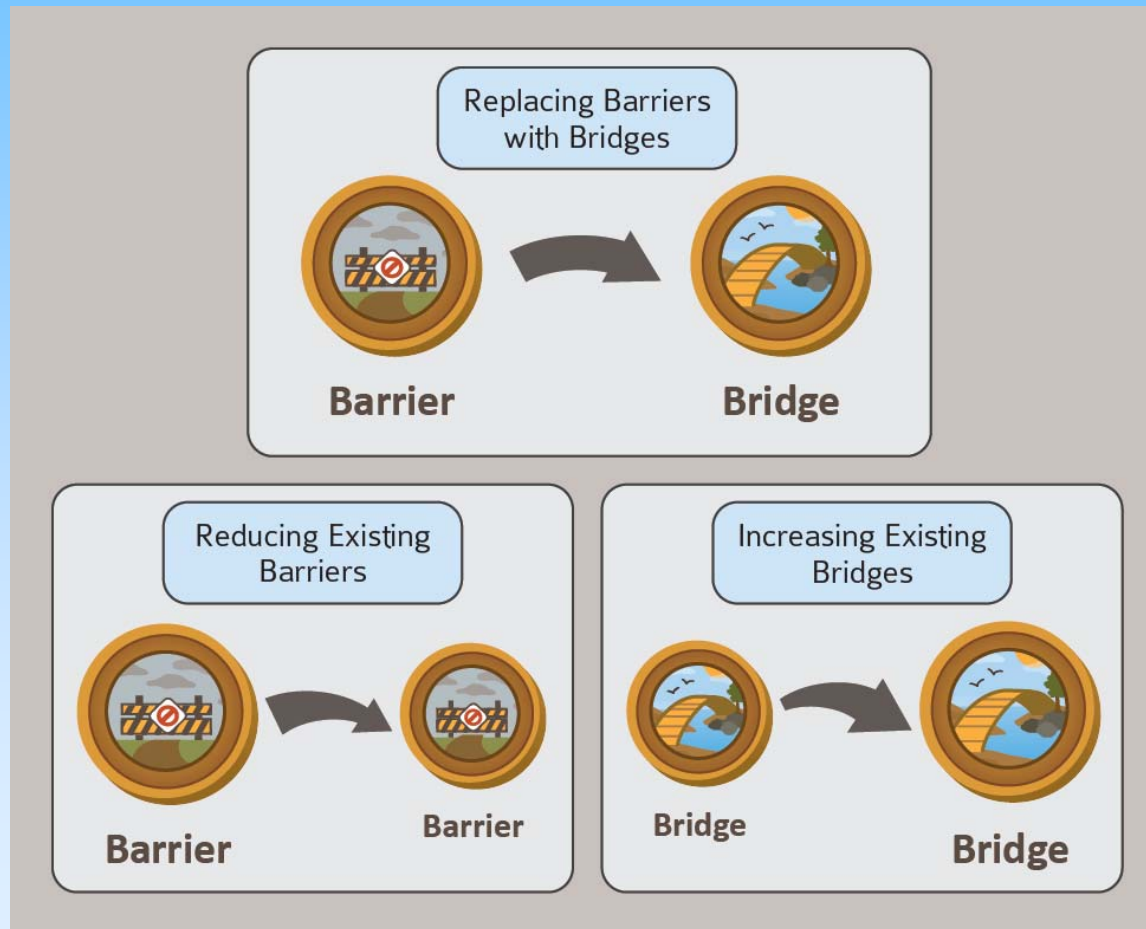 Replacing Barriers
with Bridges
Barrier
Bridge
Reducing Existing
Barriers
Barrier
Barrier
Increasing Existing
Bridges
Bridge
Bridge